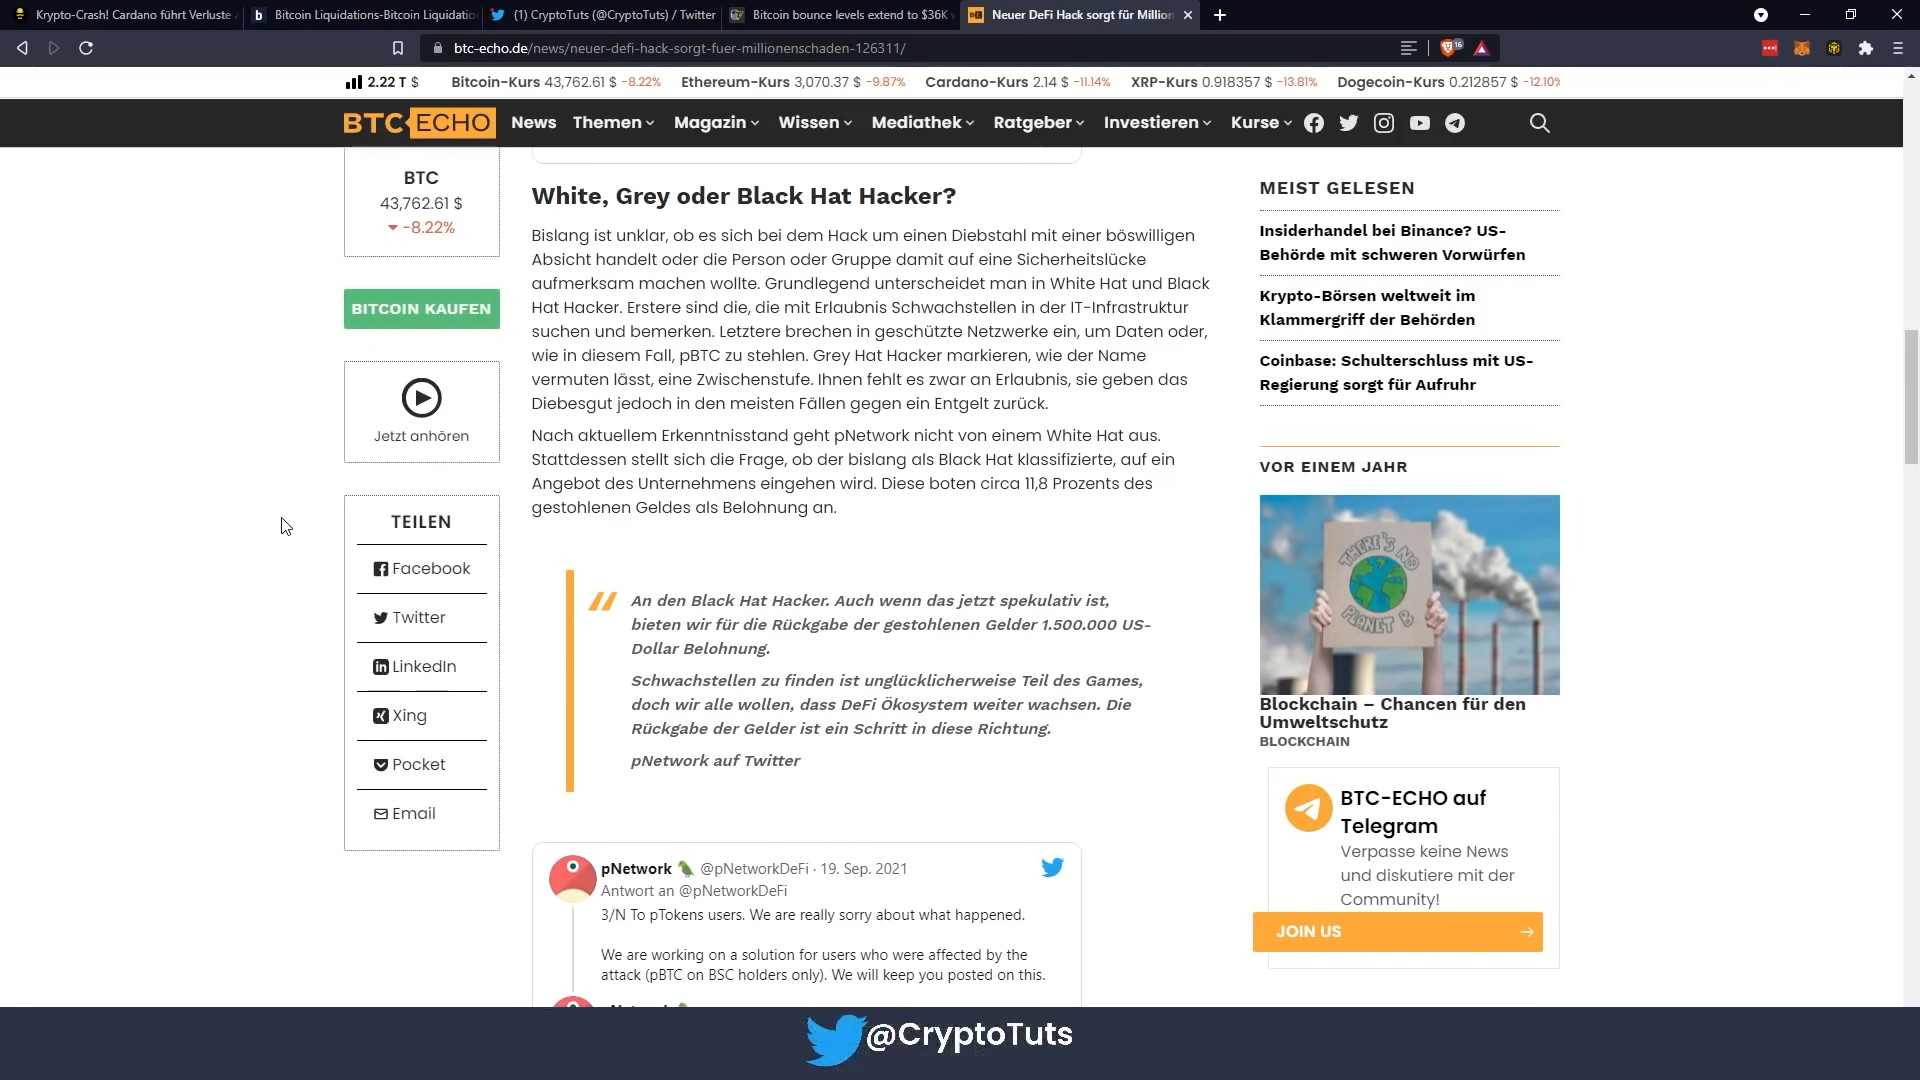 Krypto-Crash! Cardano führt Verluste
Bitcoin Liquidations-Bitcoin Liquidatio
(1) CryptoTuts (@CryptoTuts) / Twitter
Bitcoin bounce levels extend to $36K
Neuer DeFi Hack sorgt für Million
btc-echo.de/news/neuer-defi-hack-sorgt-fuer-millionenschaden-126311/
2.22 T $
Bitcoin-Kurs 43,762.61 $ -8.22%
Ethereum-Kurs 3,070.37 $ -9.87%
Cardano-Kurs 2.14 $ -11.14%
XRP-Kurs 0.918357 $ -13.81%
Dogecoin-Kurs 0.212857 $ -12.10%
BTC ECHO
News
Themen
Magazin
Wissen
Mediathek
Ratgeber
Investieren
Kurse
BTC
43,762.61 $
-8.22%
BITCOIN KAUFEN
Jetzt anhören
TEILEN
Facebook
Twitter
LinkedIn
Xing
Pocket
Email
White, Grey oder Black Hat Hacker?
Bislang ist unklar, ob es sich bei dem Hack um einen Diebstahl mit einer böswilligen
Absicht handelt oder die Person oder Gruppe damit auf eine Sicherheitslücke
aufmerksam machen wollte. Grundlegend unterscheidet man in White Hat und Black
Hat Hacker. Erstere sind die, die mit Erlaubnis Schwachstellen in der IT-Infrastruktur
suchen und bemerken. Letztere brechen in geschützte Netzwerke ein, um Daten oder,
wie in diesem Fall, pBTC zu stehlen. Grey Hat Hacker markieren, wie der Name
vermuten lässt, eine Zwischenstufe. Ihnen fehlt es zwar an Erlaubnis, sie geben das
Diebesgut jedoch in den meisten Fällen gegen ein Entgelt zurück.
Nach aktuellem Erkenntnisstand geht pNetwork nicht von einem White Hat aus.
Stattdessen stellt sich die Frage, ob der bislang als Black Hat klassifizierte, auf ein
Angebot des Unternehmens eingehen wird. Diese boten circa 11,8 Prozents des
gestohlenen Geldes als Belohnung an.
An den Black Hat Hacker. Auch wenn das jetzt spekulativ ist,
bieten wir für die Rückgabe der gestohlenen Gelder 1.500.000 US-
Dollar Belohnung.
Schwachstellen zu finden ist unglücklicherweise Teil des Games,
doch wir alle wollen, dass DeFi Ökosystem weiter wachsen. Die
Rückgabe der Gelder ist ein Schritt in diese Richtung.
pNetwork auf Twitter
pNetwork @pNetworkDeFi · 19. Sep. 2021
Antwort an @pNetworkDeFi
3/N To pTokens users. We are really sorry about what happened.
We are working on a solution for users who were affected by the
attack (pBTC on BSC holders only). We will keep you posted on this.
MEIST GELESEN
Insiderhandel bei Binance? US-
Behörde mit schweren Vorwürfen
Krypto-Börsen weltweit im
Klammergriff der Behörden
Coinbase: Schulterschluss mit US-
Regierung sorgt für Aufruhr
VOR EINEM JAHR
THERE'S NO
PLANET B
Blockchain – Chancen für den
Umweltschutz
BLOCKCHAIN
BTC-ECHO auf
Telegram
Verpasse keine News
und diskutiere mit der
Community!
JOIN US
@CryptoTuts